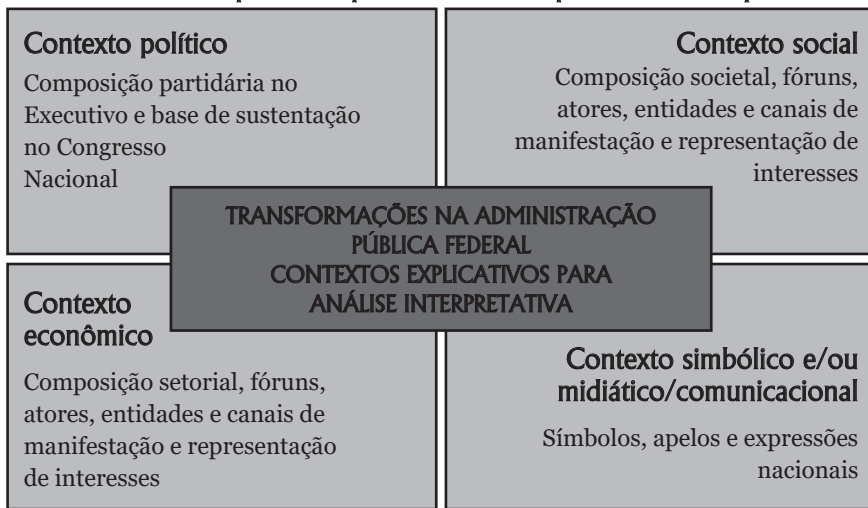 Contexto político
Composição partidária no
Executivo e base de sustentação
no Congresso
Nacional
Contexto social
Composição societal, fóruns,
atores, entidades e canais de
manifestação e representação de
interesses
TRANSFORMAÇÕES NA ADMINISTRAÇÃO
PÚBLICA FEDERAL
CONTEXTOS EXPLICATIVOS PARA
ANÁLISE INTERPRETATIVA
Contexto
econômico
Composição setorial, fóruns,
atores, entidades e canais de
manifestação e representação
de interesses
Contexto simbólico e/ou
midiático/comunicacional
Símbolos, apelos e expressões
nacionais